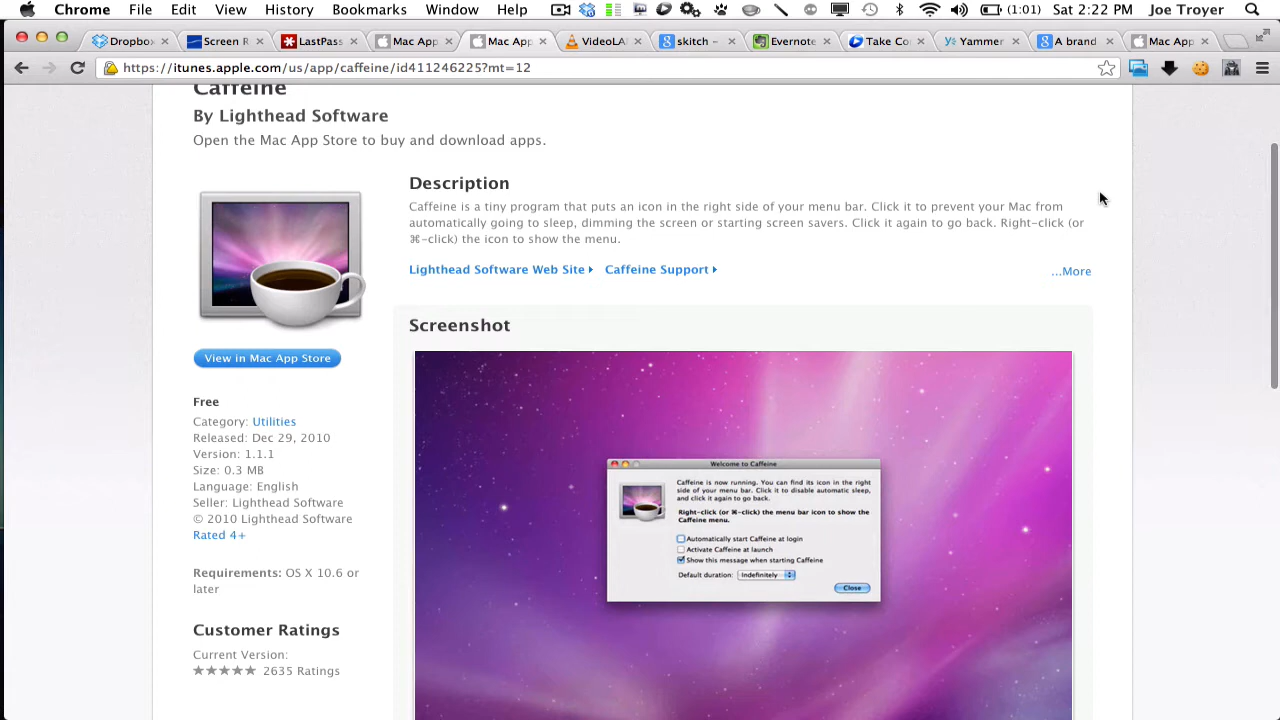 Chrome File Edit View History Bookmarks Window Help (1:01) Sat 2:22 PM Joe Troyer
Dropbox Screen R LastPass Mac App Mac App VideoLA skitch - Evernote Take Co Yammer A brand Mac App
https://itunes.apple.com/us/app/caffeine/id411246225?mt=12
Caffeine
By Lighthead Software
Open the Mac App Store to buy and download apps.
Description
Caffeine is a tiny program that puts an icon in the right side of your menu bar. Click it to prevent your Mac from
automatically going to sleep, dimming the screen or starting screen savers. Click it again to go back. Right-click (or
⌘-click) the icon to show the menu.
Lighthead Software Web Site Caffeine Support ...More
View in Mac App Store
Free
Category: Utilities
Released: Dec 29, 2010
Version: 1.1.1
Size: 0.3 MB
Language: English
Seller: Lighthead Software
© 2010 Lighthead Software
Rated 4+
Requirements: OS X 10.6 or
later
Customer Ratings
Current Version:
★★★★★ 2635 Ratings
Screenshot
Welcome to Caffeine
Caffeine is now running. You can find its icon in the right
side of your menu bar. Click it to disable automatic sleep,
and click it again to go back.
Right-click (or ⌘-click) the menu bar icon to show the
Caffeine menu.
Automatically start Caffeine at login
Activate Caffeine at launch
Show this message when starting Caffeine
Default duration: Indefinitely
Close